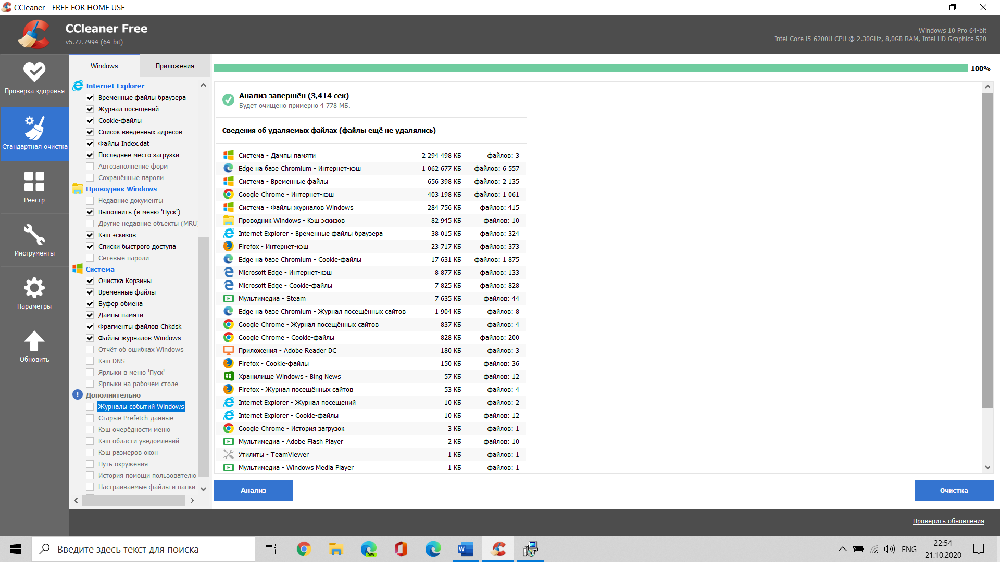 CCleaner - FREE FOR HOME USE
CCleaner Free
v5.72.7994 (64-bit)
Windows 10 Pro 64-bit
Intel Core i5-6200U CPU @ 2.30GHz, 8,0GB RAM, Intel HD Graphics 520
Проверка здоровья
Стандартная очистка
Реестр
Инструменты
Параметры
Обновить
Windows
Приложения
Internet Explorer
Временные файлы браузера
Журнал посещений
Cookie-файлы
Список введённых адресов
Файлы Index.dat
Последнее место загрузки
Автозаполнение форм
Сохранённые пароли
Проводник Windows
Недавние документы
Выполнить (в меню 'Пуск')
Другие недавние объекты (MRU)
Кэш эскизов
Списки быстрого доступа
Сетевые пароли
Система
Очистка Корзины
Временные файлы
Буфер обмена
Дампы памяти
Фрагменты файлов Chkdsk
Файлы журналов Windows
Отчёт об ошибках Windows
Кэш DNS
Ярлыки в меню 'Пуск'
Ярлыки на рабочем столе
Дополнительно
Журналы событий Windows
Старые Prefetch-данные
Кэш очерёдности меню
Кэш области уведомлений
Кэш размеров окон
Путь окружения
История помощи пользователю
Настраиваемые файлы и папки
100%
Анализ завершён (3,414 сек)
Будет очищено примерно 4 778 МБ.
Сведения об удаляемых файлах (файлы ещё не удалялись)
Система - Дампы памяти 2 294 498 КБ файлов: 3
Edge на базе Chromium - Интернет-кэш 1 062 677 КБ файлов: 6 557
Система - Временные файлы 656 398 КБ файлов: 2 135
Google Chrome - Интернет-кэш 403 198 КБ файлов: 1 061
Система - Файлы журналов Windows 284 756 КБ файлов: 415
Проводник Windows - Кэш эскизов 82 945 КБ файлов: 10
Internet Explorer - Временные файлы браузера 38 015 КБ файлов: 324
Firefox - Интернет-кэш 23 717 КБ файлов: 373
Edge на базе Chromium - Cookie-файлы 17 631 КБ файлов: 1 875
Microsoft Edge - Интернет-кэш 8 877 КБ файлов: 133
Microsoft Edge - Cookie-файлы 7 825 КБ файлов: 828
Мультимедиа - Steam 7 635 КБ файлов: 44
Edge на базе Chromium - Журнал посещённых сайтов 1 904 КБ файлов: 8
Google Chrome - Журнал посещённых сайтов 837 КБ файлов: 4
Google Chrome - Cookie-файлы 828 КБ файлов: 200
Приложения - Adobe Reader DC 180 КБ файлов: 3
Firefox - Cookie-файлы 150 КБ файлов: 36
Хранилище Windows - Bing News 57 КБ файлов: 12
Firefox - Журнал посещённых сайтов 53 КБ файлов: 4
Internet Explorer - Журнал посещений 10 КБ файлов: 2
Internet Explorer - Cookie-файлы 10 КБ файлов: 12
Google Chrome - История загрузок 3 КБ файлов: 1
Мультимедиа - Adobe Flash Player 2 КБ файлов: 10
Утилиты - TeamViewer 1 КБ файлов: 1
Мультимедиа - Windows Media Player 1 КБ файлов: 1
Анализ
Очистка
Проверить обновления
Введите здесь текст для поиска
DEV
W
ENG
22:54
21.10.2020